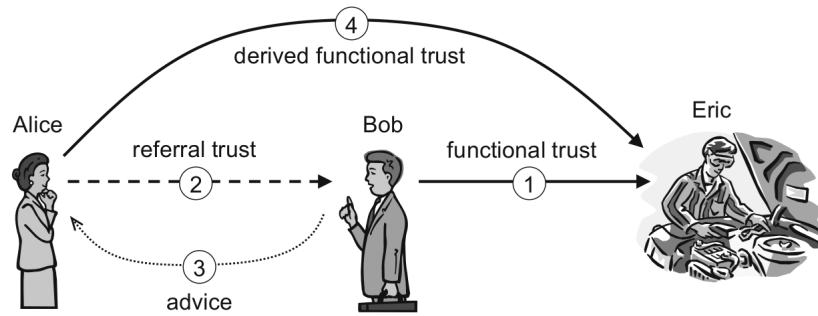 4
derived functional trust
Alice
Bob
Eric
referral trust
functional trust
2
1
3
advice